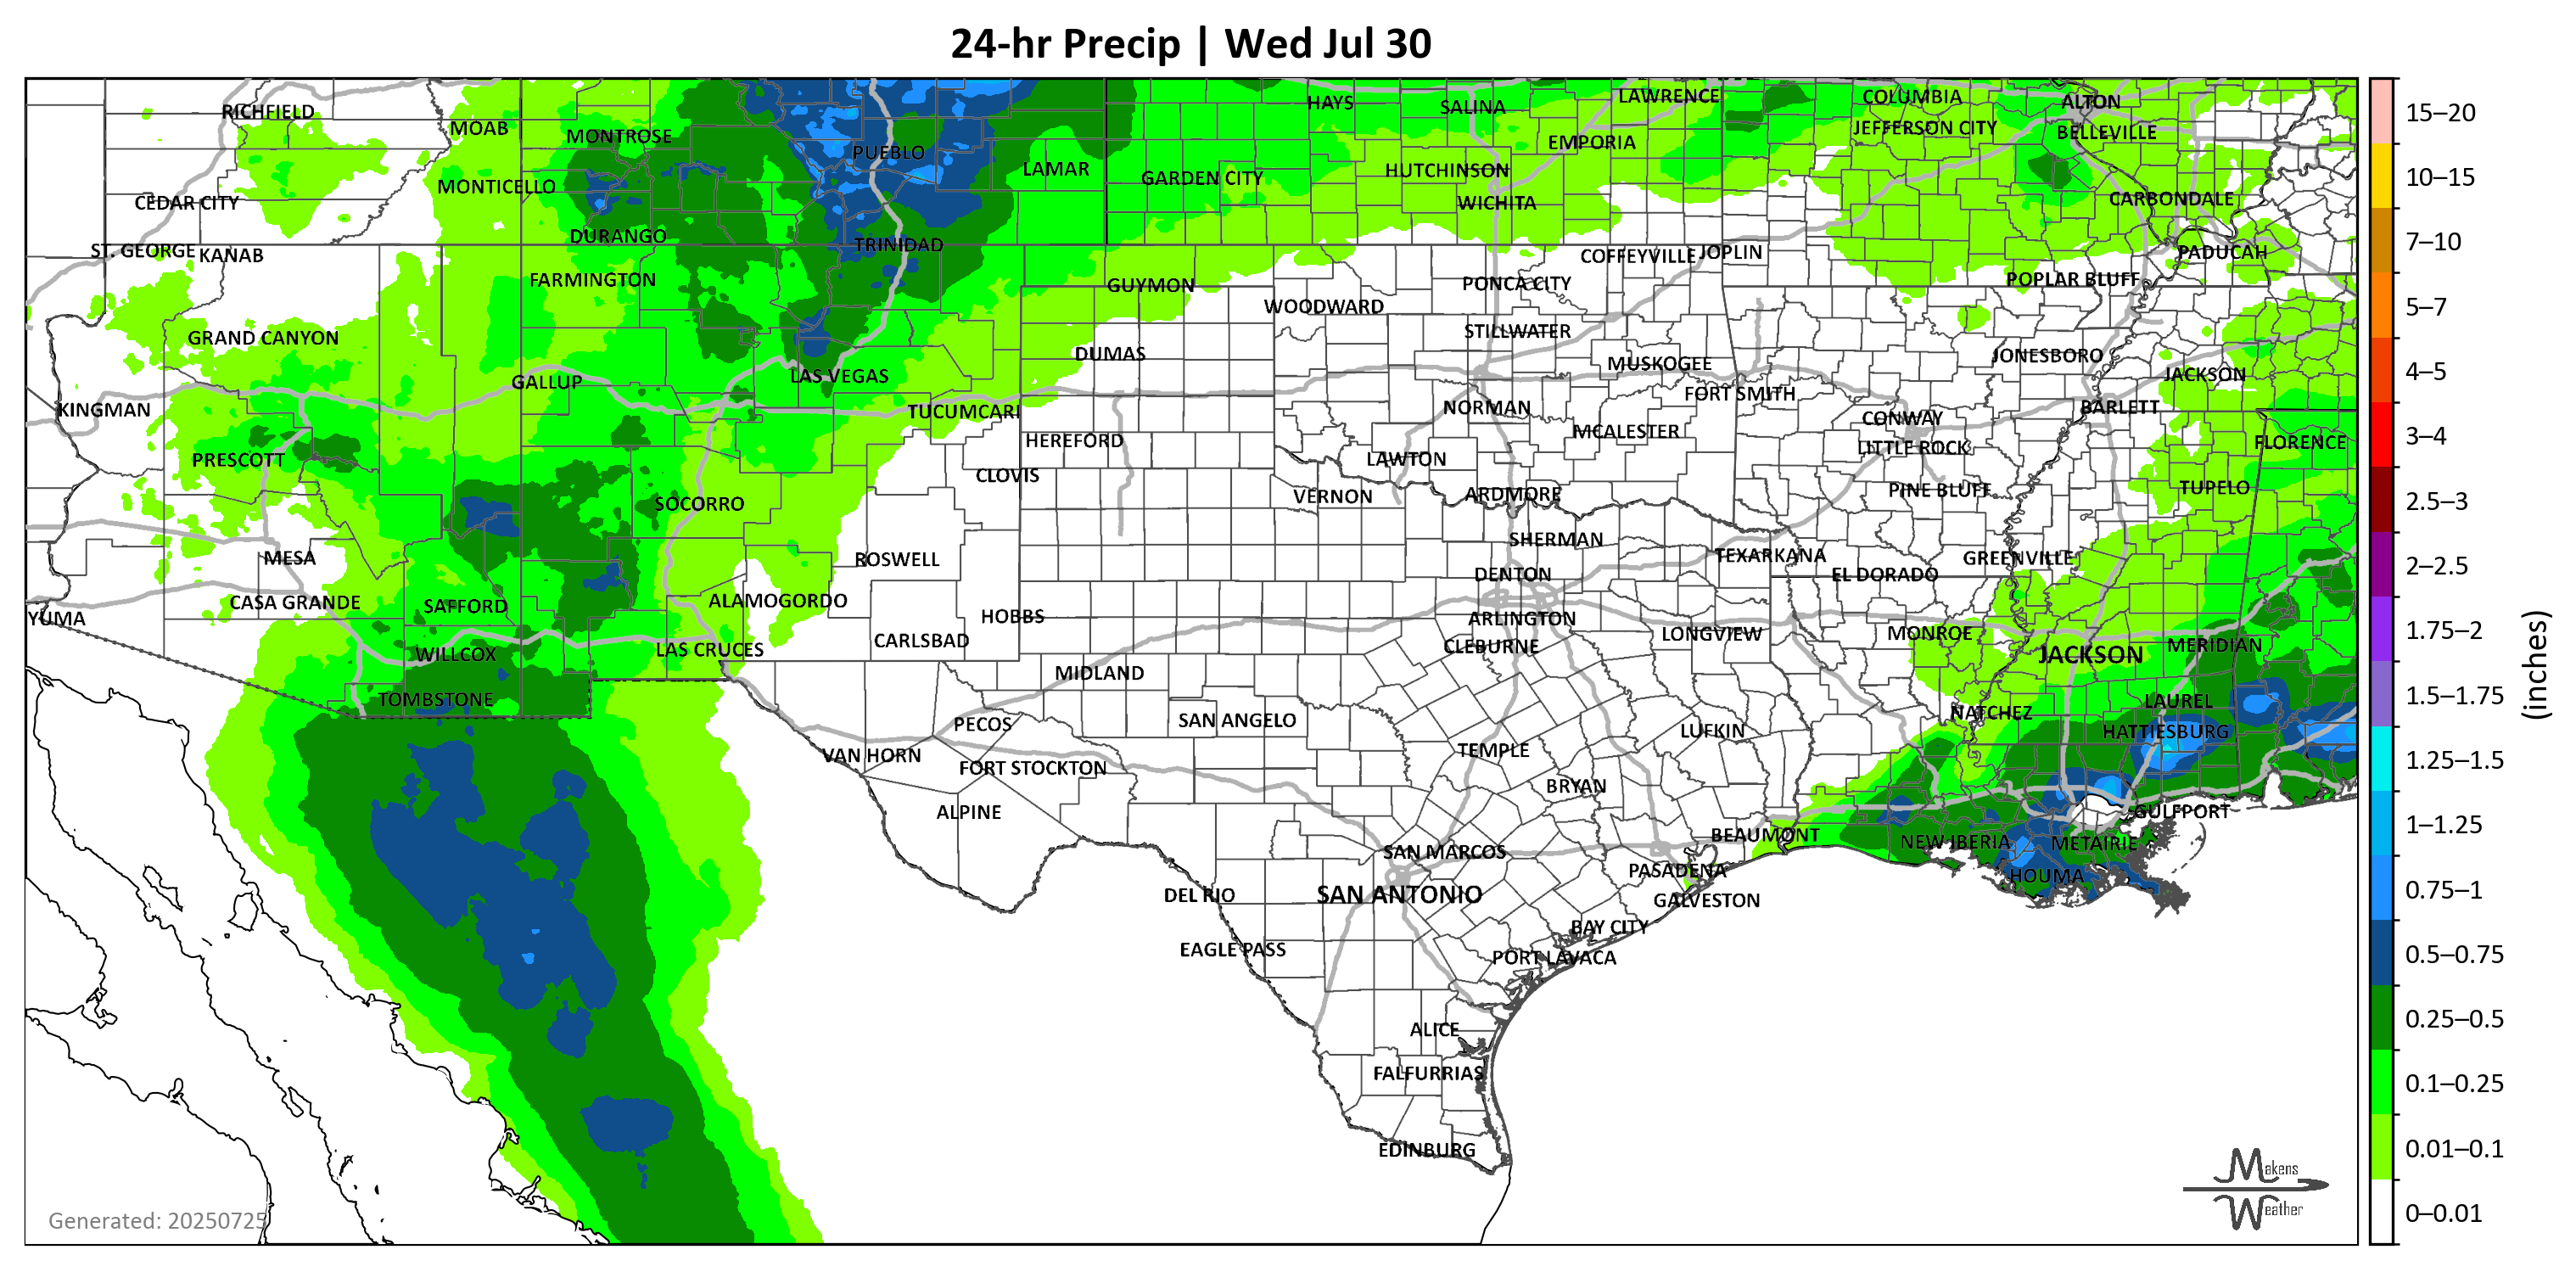 24-hr Precip | Wed Jul 30
RICHFIELD
MOAB
MONTROSE
PUEBLO
LAMAR
HAYS
SALINA
LAWRENCE
COLUMBIA
ALTON
JEFFERSON CITY
BELLEVILLE
EMPORIA
HUTCHINSON
GARDEN CITY
MONTICELLO
CEDAR CITY
WICHITA
CARBONDALE
DURANGO
TRINIDAD
ST. GEORGE
KANAB
COFFEYVILLE
JOPLIN
PADUCAH
FARMINGTON
GUYMON
PONCA CITY
POPLAR BLUFF
WOODWARD
GRAND CANYON
STILLWATER
DUMAS
JONESBORO
MUSKOGEE
LAS VEGAS
GALLUP
JACKSON
FORT SMITH
KINGMAN
TUCUMCARI
NORMAN
BARLETT
CONWAY
HEREFORD
MCALESTER
LITTLE ROCK
FLORENCE
PRESCOTT
LAWTON
CLOVIS
SOCORRO
VERNON
ARDMORE
PINE BLUFF
TUPELO
SHERMAN
MESA
ROSWELL
TEXARKANA
GREENVILLE
DENTON
EL DORADO
CASA GRANDE
SAFFORD
ALAMOGORDO
HOBBS
YUMA
ARLINGTON
CARLSBAD
LONGVIEW
MONROE
CLEBURNE
WILLCOX
LAS CRUCES
JACKSON
MERIDIAN
MIDLAND
TOMBSTONE
LAUREL
PECOS
SAN ANGELO
NATCHEZ
LUFKIN
HATTIESBURG
VAN HORN
TEMPLE
FORT STOCKTON
BRYAN
ALPINE
GULFPORT
BEAUMONT
NEW IBERIA
METAIRIE
SAN MARCOS
PASADENA
HOUMA
DEL RIO
SAN ANTONIO
GALVESTON
BAY CITY
EAGLE PASS
PORT LAVACA
ALICE
FALFURRIAS
EDINBURG
Generated: 20250725
Makens
Weather
15–20
10–15
7–10
5–7
4–5
3–4
2.5–3
2–2.5
1.75–2
1.5–1.75
1.25–1.5
1–1.25
0.75–1
0.5–0.75
0.25–0.5
0.1–0.25
0.01–0.1
0–0.01
(inches)